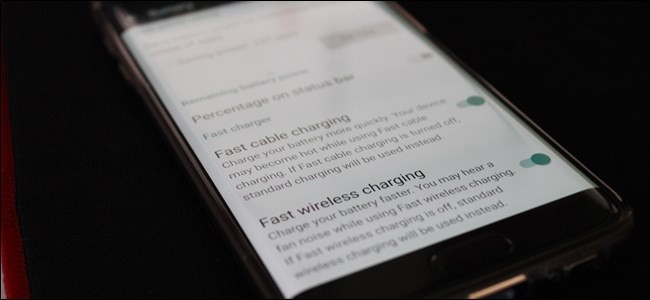 Remaining battery power
Percentage on status bar
Fast charger
Fast cable charging
Charge your battery more quickly. Your device
may become hot while using Fast cable
charging. If Fast cable charging is turned off,
standard charging will be used instead.
Fast wireless charging
Charge your battery faster. You may hear a
fan noise while using Fast wireless charging.
If Fast wireless charging is off, standard
wireless charging will be used instead.